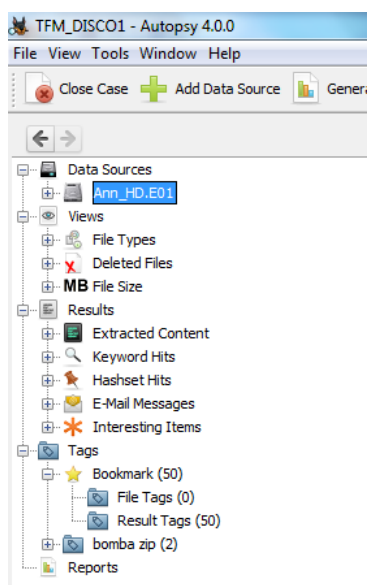 TFM_DISCO1 - Autopsy 4.0.0
File View Tools Window Help
Close Case Add Data Source Genera
Data Sources
Ann_HD.E01
Views
File Types
Deleted Files
MB File Size
Results
Extracted Content
Keyword Hits
Hashset Hits
E-Mail Messages
Interesting Items
Tags
Bookmark (50)
File Tags (0)
Result Tags (50)
bomba zip (2)
Reports